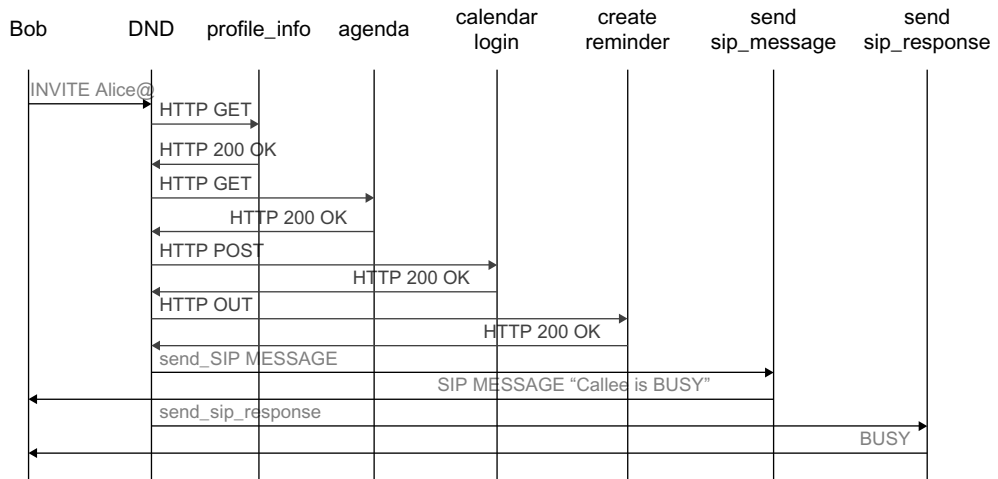 Bob DND profile_info agenda calendar login create reminder send sip_message send sip_response
INVITE Alice@
HTTP GET
HTTP 200 OK
HTTP GET
HTTP 200 OK
HTTP POST
HTTP 200 OK
HTTP OUT
HTTP 200 OK
send_SIP MESSAGE
SIP MESSAGE “Callee is BUSY”
send_sip_response
BUSY